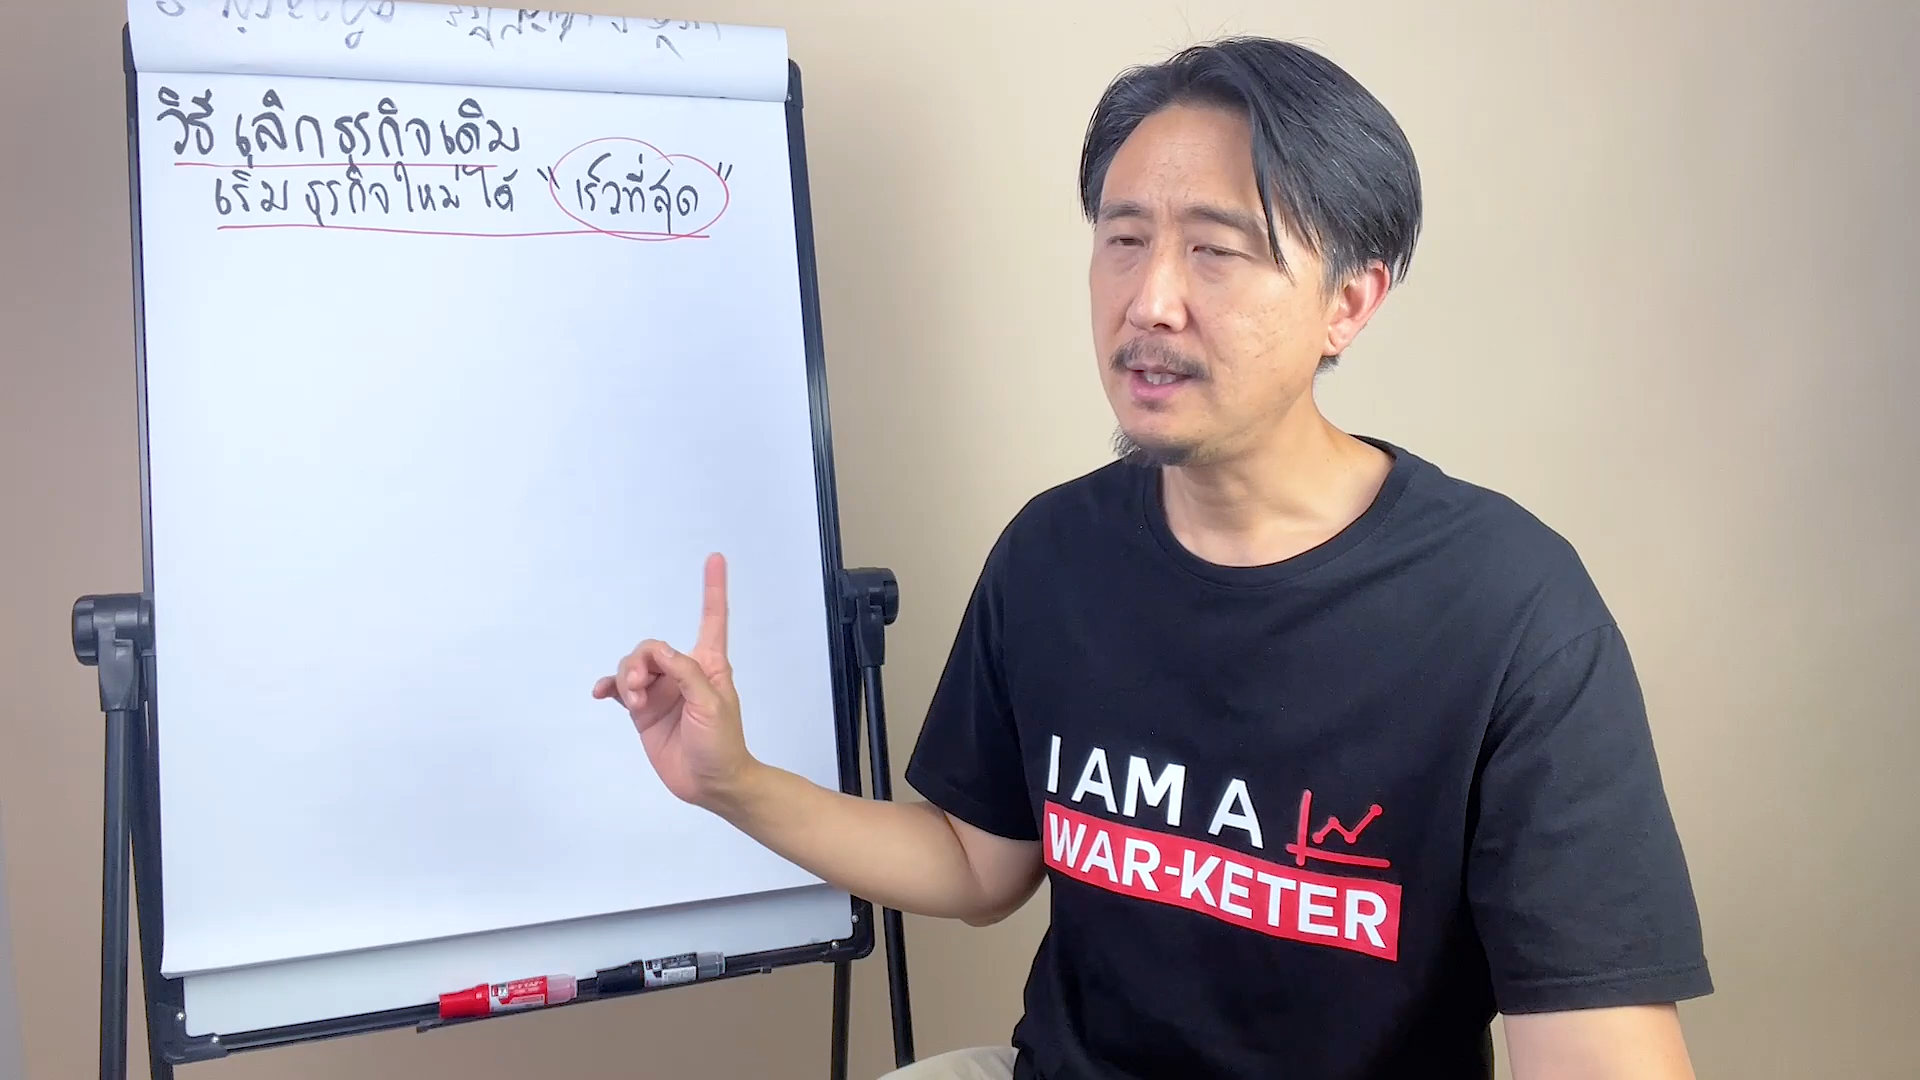 วิธี เลิกธุรกิจเดิม
เริ่มธุรกิจใหม่ได้ "เร็วที่สุด"
I AM A
WAR-KETER